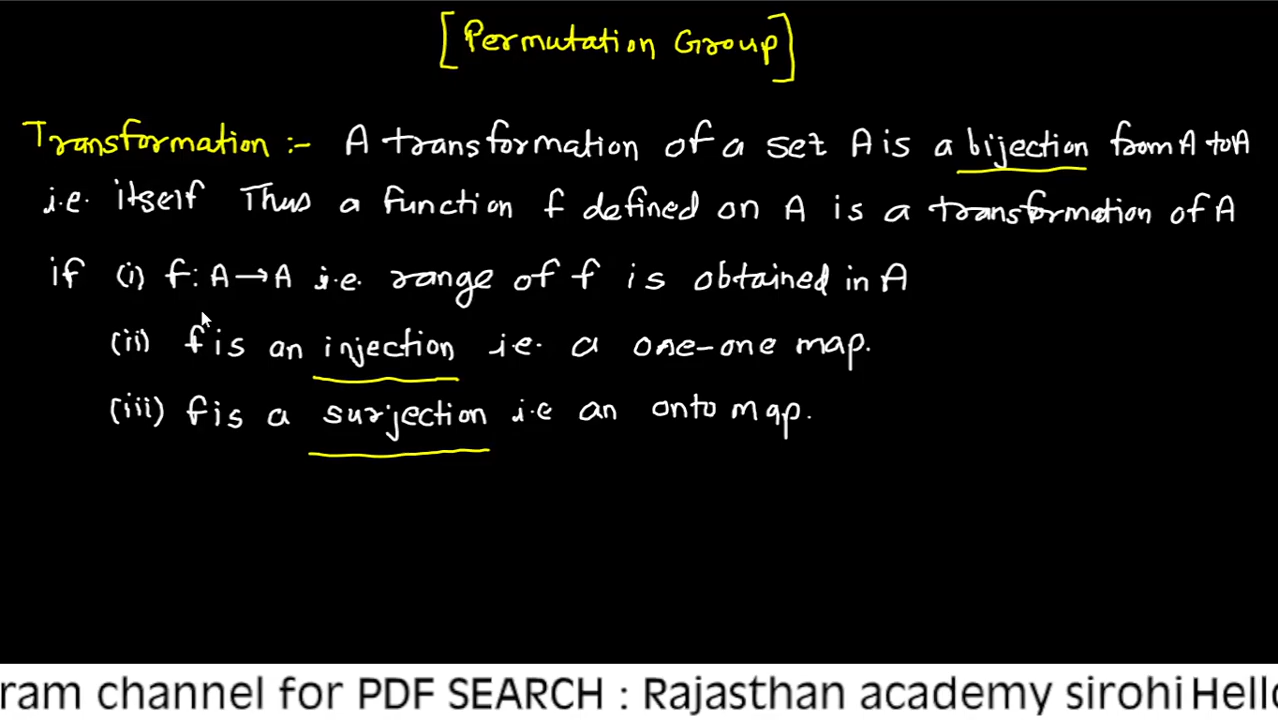 [Permutation Group]
Transformation :- A transformation of a set A is a bijection from A to A
i.e. itself Thus a function f defined on A is a transformation of A
if (i) f: A→A i.e. range of f is obtained in A
(ii) f is an injection i.e. a one-one map.
(iii) f is a surjection i.e an onto map.
ram channel for PDF SEARCH : Rajasthan academy sirohi Hello